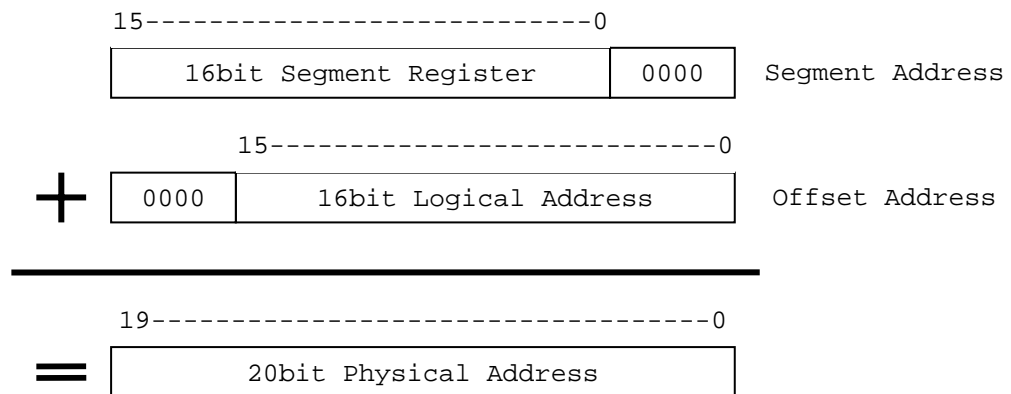 15----------------------------0
16bit Segment Register 0000 Segment Address
15----------------------------0
+ 0000 16bit Logical Address Offset Address
19-----------------------------------0
= 20bit Physical Address